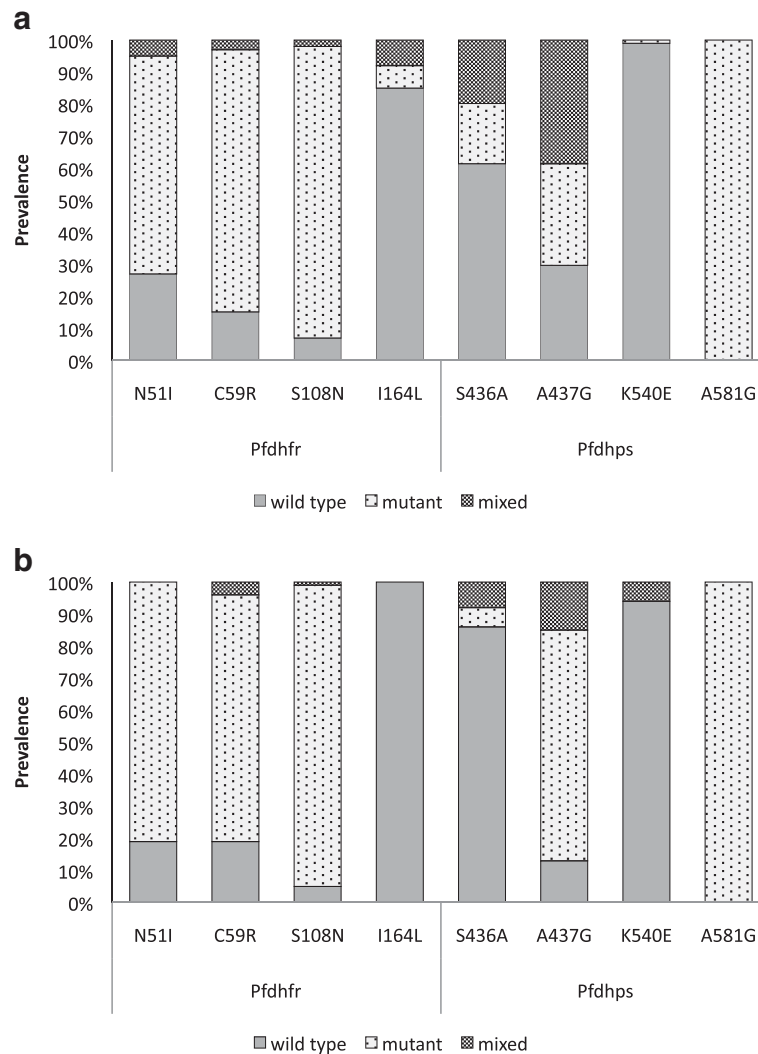 a
100%
90%
80%
70%
60%
50%
40%
30%
20%
10%
0%
Prevalence
N51I C59R S108N I164L S436A A437G K540E A581G
Pfdhfr Pfdhps
wild type mutant mixed
b
100%
90%
80%
70%
60%
50%
40%
30%
20%
10%
0%
Prevalence
N51I C59R S108N I164L S436A A437G K540E A581G
Pfdhfr Pfdhps
wild type mutant mixed